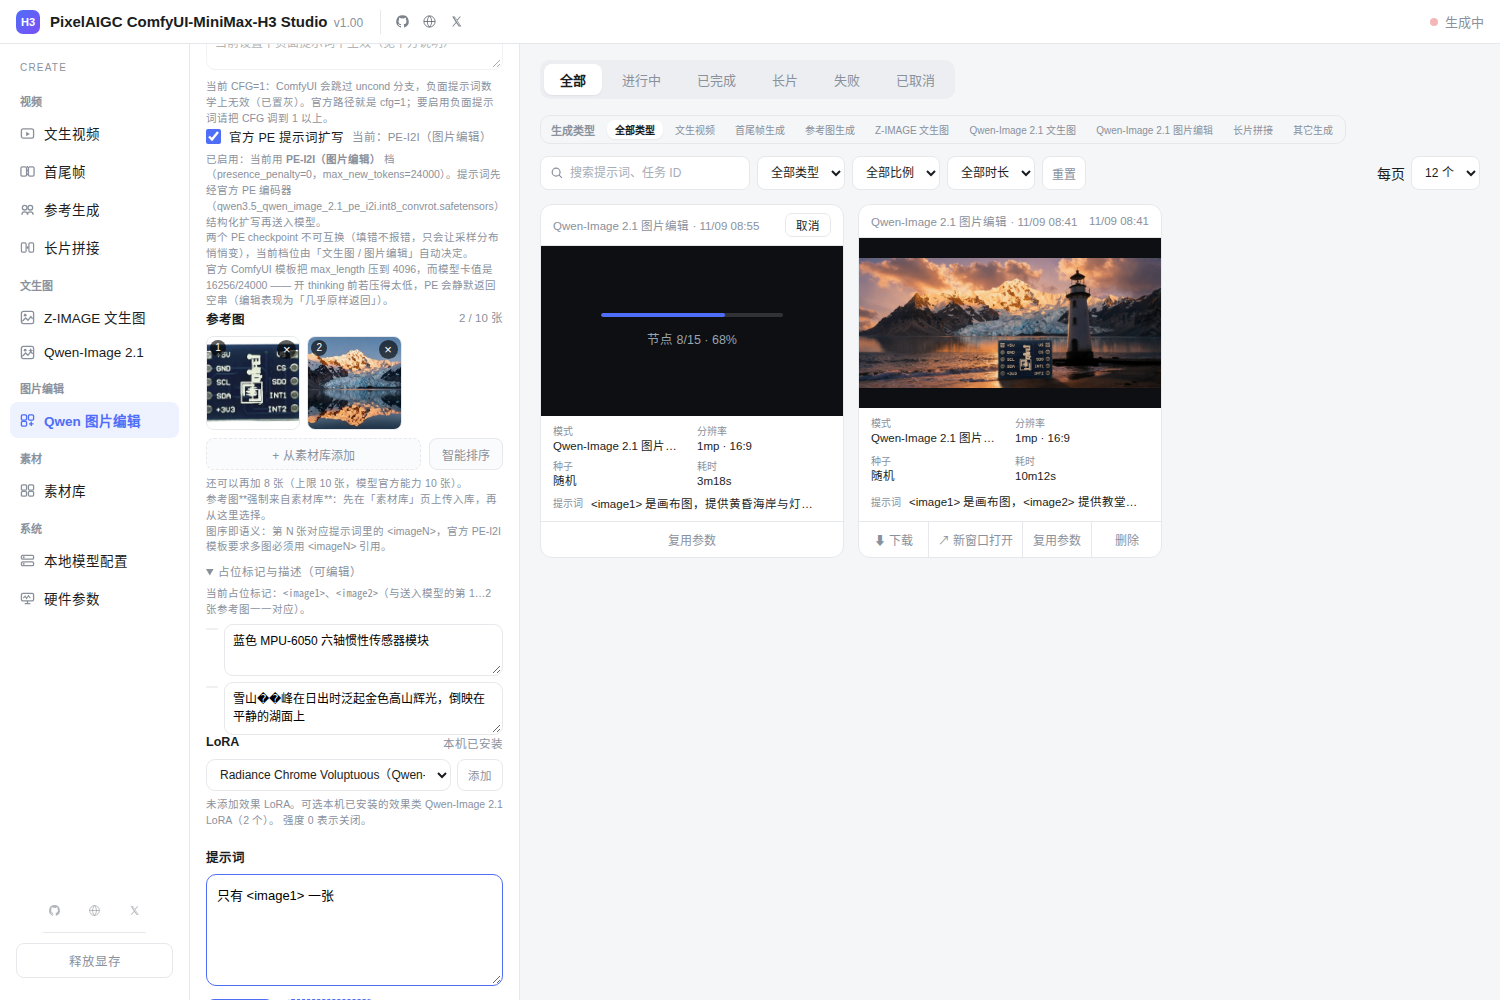 H3 PixelAIGC ComfyUI-MiniMax-H3 Studio v1.00
生成中
CREATE
视频
文生视频
首尾帧
参考生成
长片拼接
文生图
Z-IMAGE 文生图
Qwen-Image 2.1
图片编辑
Qwen 图片编辑
素材
素材库
系统
本地模型配置
硬件参数
释放显存
当前 CFG=1：ComfyUI 会跳过 uncond 分支，负面提示词数
学上无效（已置灰）。官方路径就是 cfg=1；要启用负面提示
词请把 CFG 调到 1 以上。
官方 PE 提示词扩写 当前：PE-I2I（图片编辑）
已启用：当前用 PE-I2I（图片编辑） 档
（presence_penalty=0，max_new_tokens=24000）。提示词先
经官方 PE 编码器
（qwen3.5_qwen_image_2.1_pe_i2i.int8_convrot.safetensors）
结构化扩写再送入模型。
两个 PE checkpoint 不可互换（填错不报错，只会让采样分布
悄悄变），当前档位由「文生图 / 图片编辑」自动决定。
官方 ComfyUI 模板把 max_length 压到 4096，而模型卡值是
16256/24000 —— 开 thinking 前若压得太低，PE 会静默返回
空串（编辑表现为「几乎原样返回」）。
参考图 2 / 10 张
1
GND CS
SCL SDO
SDA INT1
+3V3 INT2
2
+ 从素材库添加 智能排序
还可以再加 8 张（上限 10 张，模型官方能力 10 张）。
参考图**强制来自素材库**：先在「素材库」页上传入库，再
从这里选择。
图序即语义：第 N 张对应提示词里的 <imageN>，官方 PE-I2I
模板要求多图必须用 <imageN> 引用。
▼ 占位标记与描述（可编辑）
当前占位标记：<image1>、<image2>（与送入模型的第 1…2
张参考图一一对应）。
蓝色 MPU-6050 六轴惯性传感器模块
雪山��峰在日出时泛起金色高山辉光，倒映在
平静的湖面上
LoRA 本机已安装
Radiance Chrome Voluptuous（Qwen- 添加
未添加效果 LoRA。可选本机已安装的效果类 Qwen-Image 2.1
LoRA（2 个）。 强度 0 表示关闭。
提示词
只有 <image1> 一张
全部 进行中 已完成 长片 失败 已取消
生成类型 全部类型 文生视频 首尾帧生成 参考图生成 Z-IMAGE 文生图 Qwen-Image 2.1 文生图 Qwen-Image 2.1 图片编辑 长片拼接 其它生成
搜索提示词、任务 ID 全部类型 全部比例 全部时长 重置 每页 12 个
Qwen-Image 2.1 图片编辑 · 11/09 08:55 取消
节点 8/15 · 68%
模式 分辨率
Qwen-Image 2.1 图片… 1mp · 16:9
种子 耗时
随机 3m18s
提示词 <image1> 是画布图，提供黄昏海岸与灯…
复用参数
Qwen-Image 2.1 图片编辑 · 11/09 08:41 11/09 08:41
模式 分辨率
Qwen-Image 2.1 图片… 1mp · 16:9
种子 耗时
随机 10m12s
提示词 <image1> 是画布图，<image2> 提供教堂…
⬇ 下载 ↗ 新窗口打开 复用参数 删除